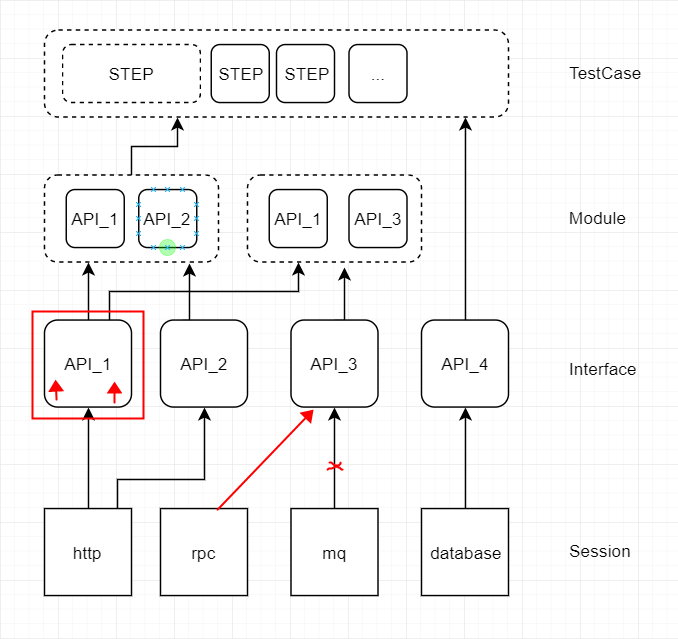 STEP STEP STEP ... TestCase
API_1 API_2 API_1 API_3 Module
API_1 API_2 API_3 API_4 Interface
http rpc mq database Session